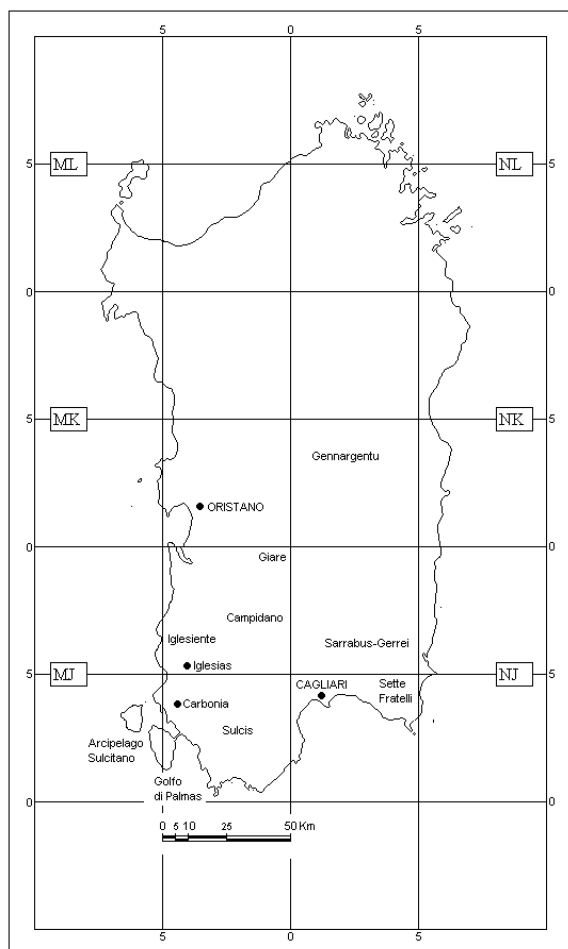 5 0 5
5 ML NL 5
0 0
5 MK NK 5
Gennargentu
ORISTANO
0 0
Giare
Campidano
Iglesiente
Sarrabus-Gerrei
Iglesias
5 MJ NJ 5
CAGLIARI
Sette
Fratelli
Carbonia
Sulcis
Arcipelago
Sulcitano
Golfo
di Palmas
0 0
0 5 10 25 50 Km
5 0 5